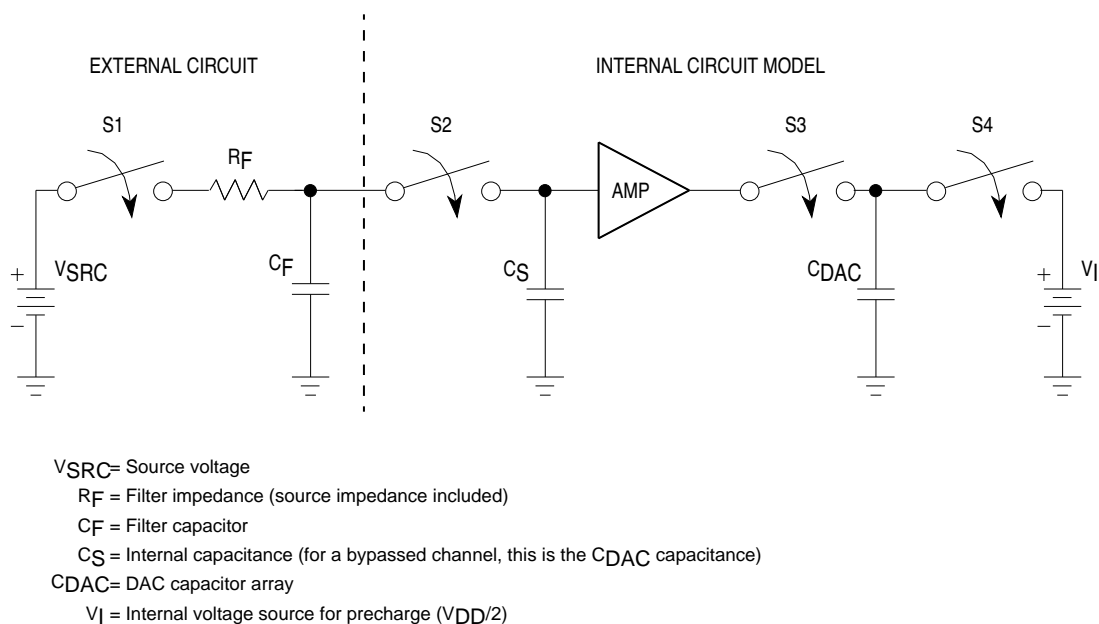 EXTERNAL CIRCUIT
INTERNAL CIRCUIT MODEL
S1
S2
S3
S4
RF
AMP
+
VSRC
−
CF
CS
CDAC
+
VI
−
VSRC= Source voltage
RF = Filter impedance (source impedance included)
CF = Filter capacitor
CS = Internal capacitance (for a bypassed channel, this is the CDAC capacitance)
CDAC= DAC capacitor array
VI = Internal voltage source for precharge (VDD/2)